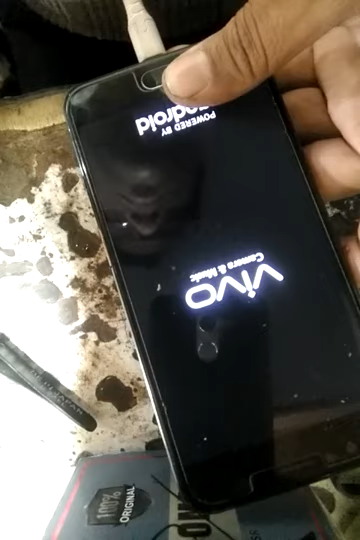 vivo
Camera & Music
POWERED BY
android
100%
ORIGINAL